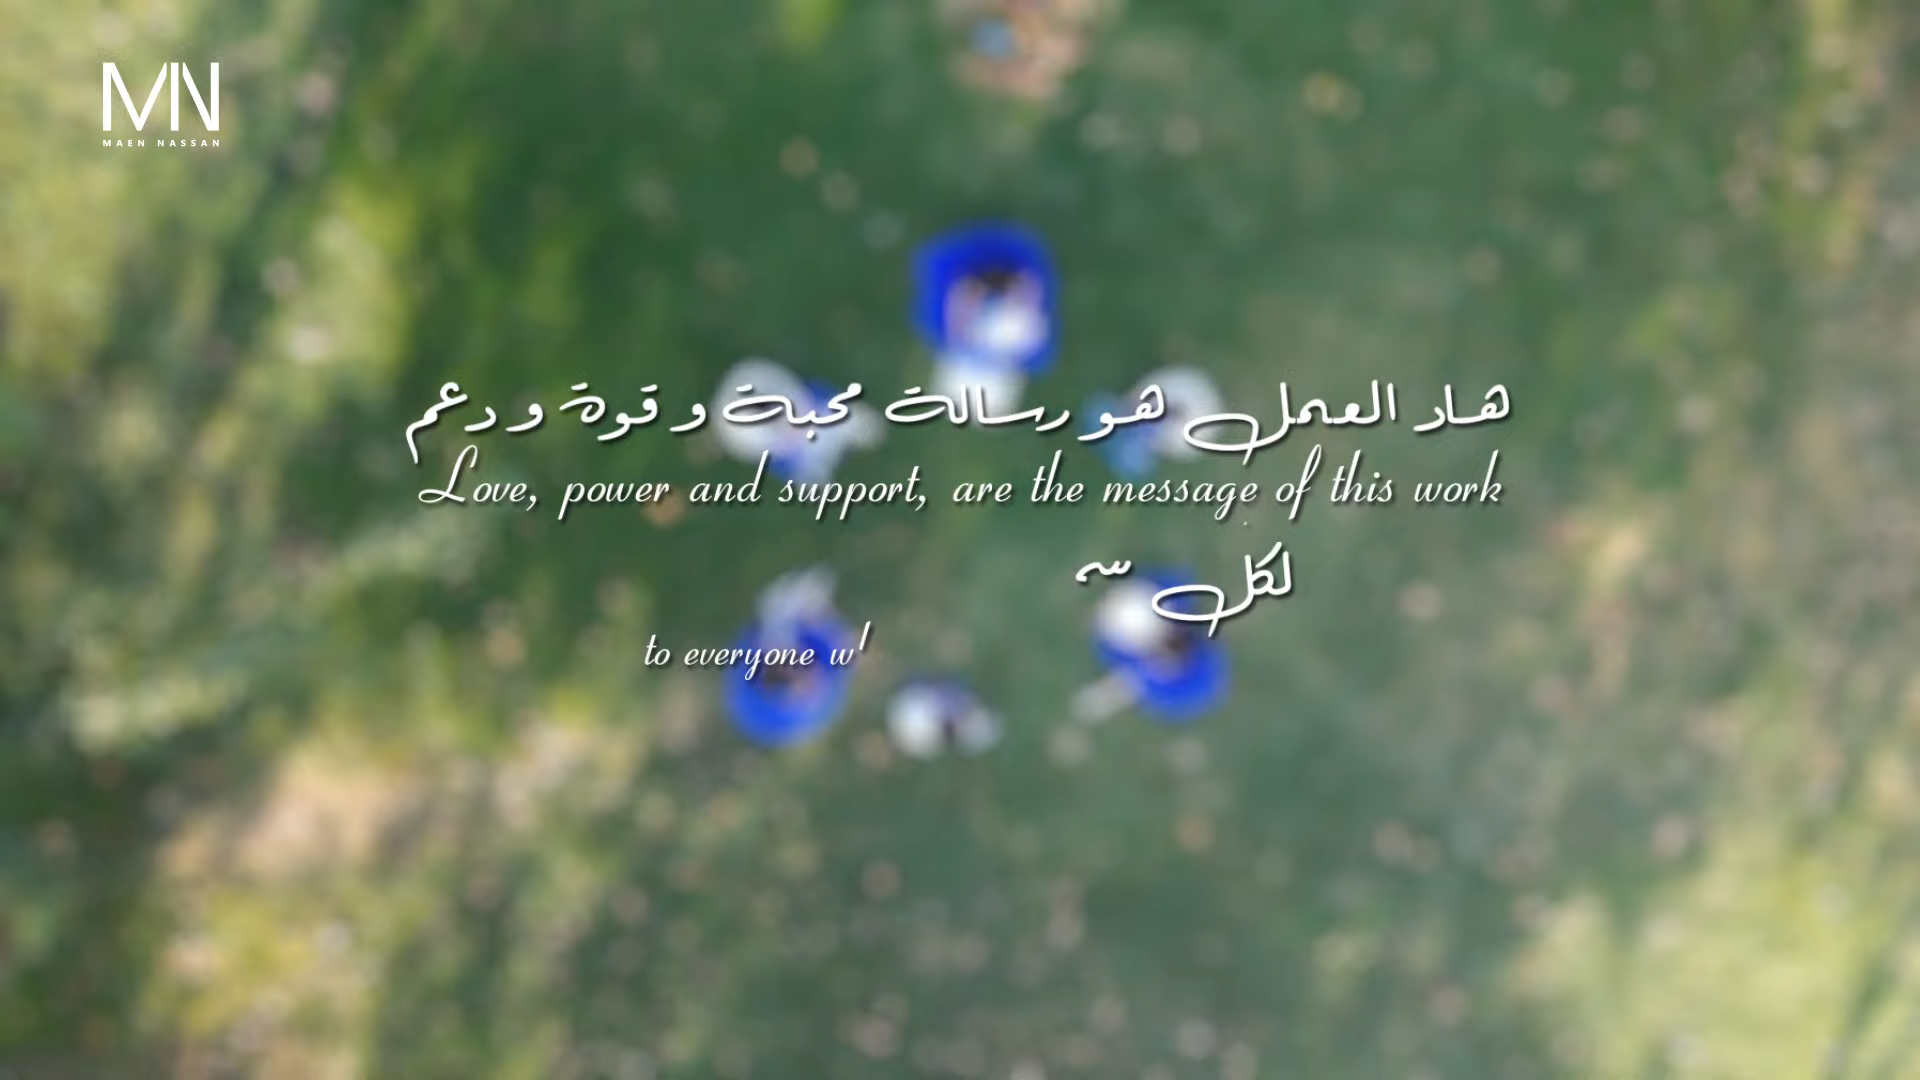 MN
MAEN NASSAN
هاد العمل هو رسالة محبة و قوة و دعم
Love, power and support, are the message of this work
لكل
to everyone